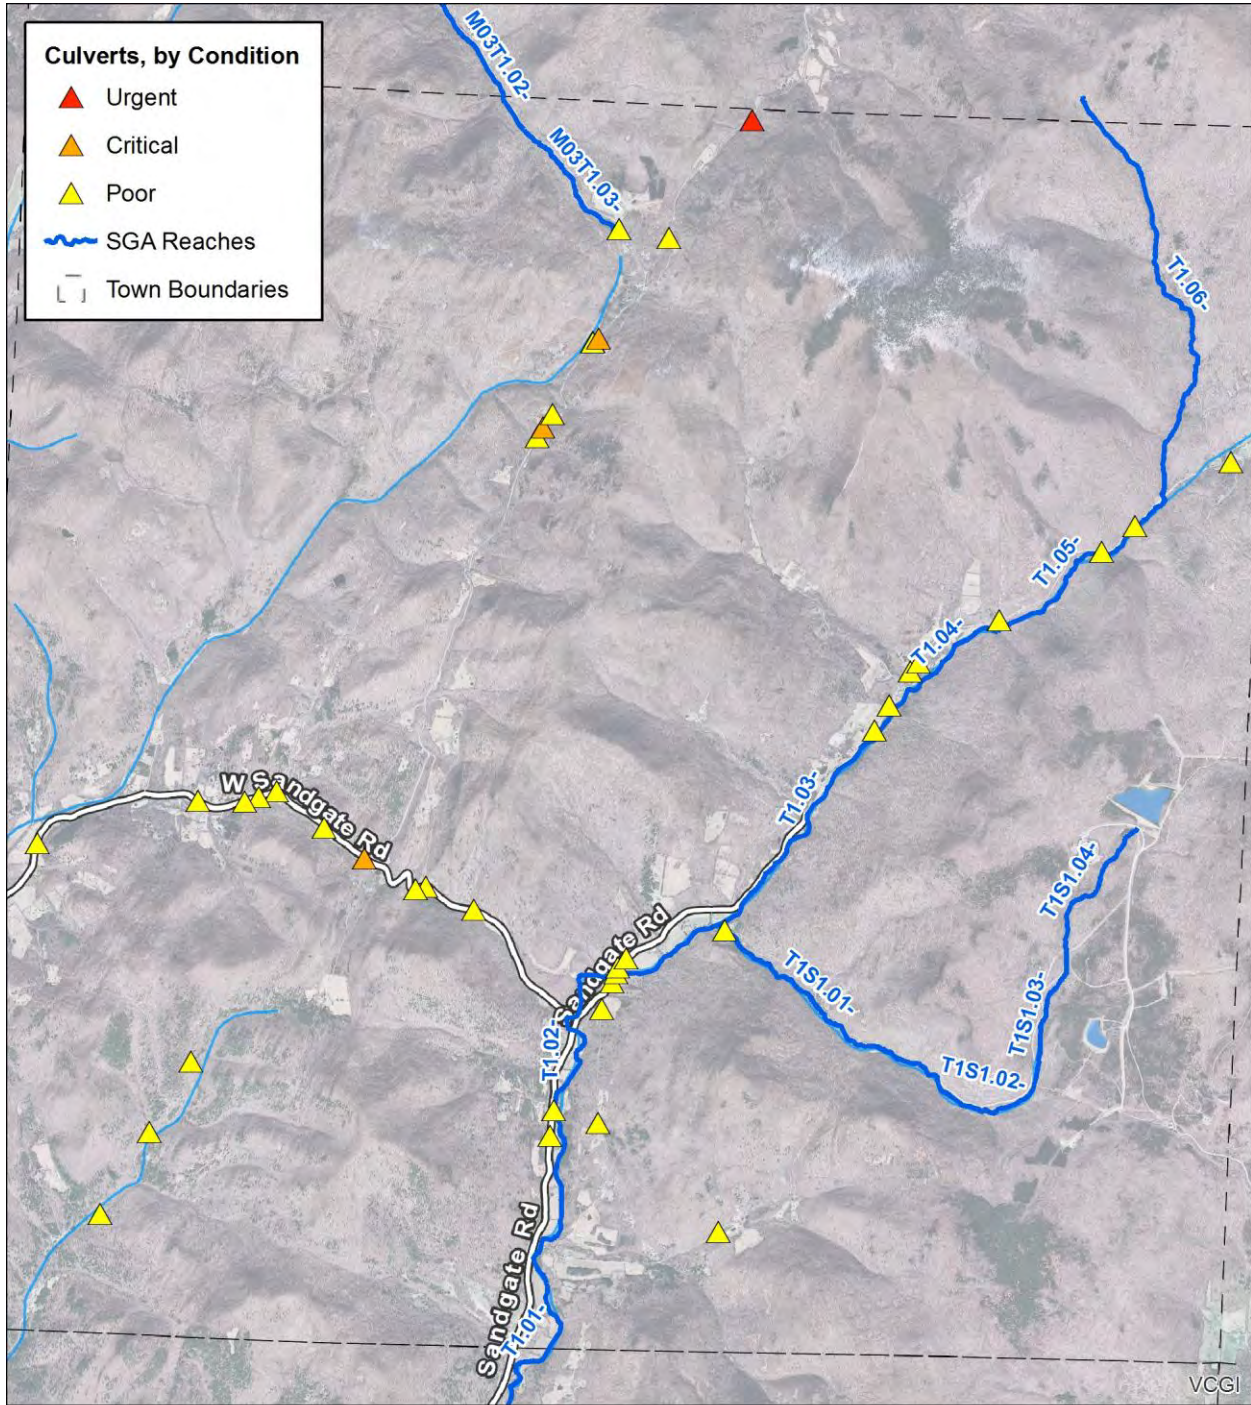 Culverts, by Condition
Urgent
Critical
Poor
SGA Reaches
Town Boundaries
M03T1.02-
M03T1.03-
T1.06-
T1.05-
T1.04-
T1.03-
W Sandgate Rd
T1S1.04-
Sandgate Rd
T1S1.01-
T1S1.03-
T1.02-
T1S1.02-
Sandgate Rd
T1.01-
VCGI